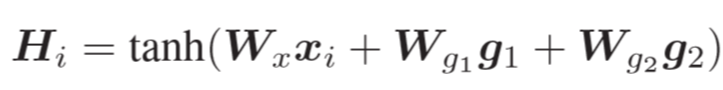 H_i = tanh(W_x x_i + W_{g_1} g_1 + W_{g_2} g_2)